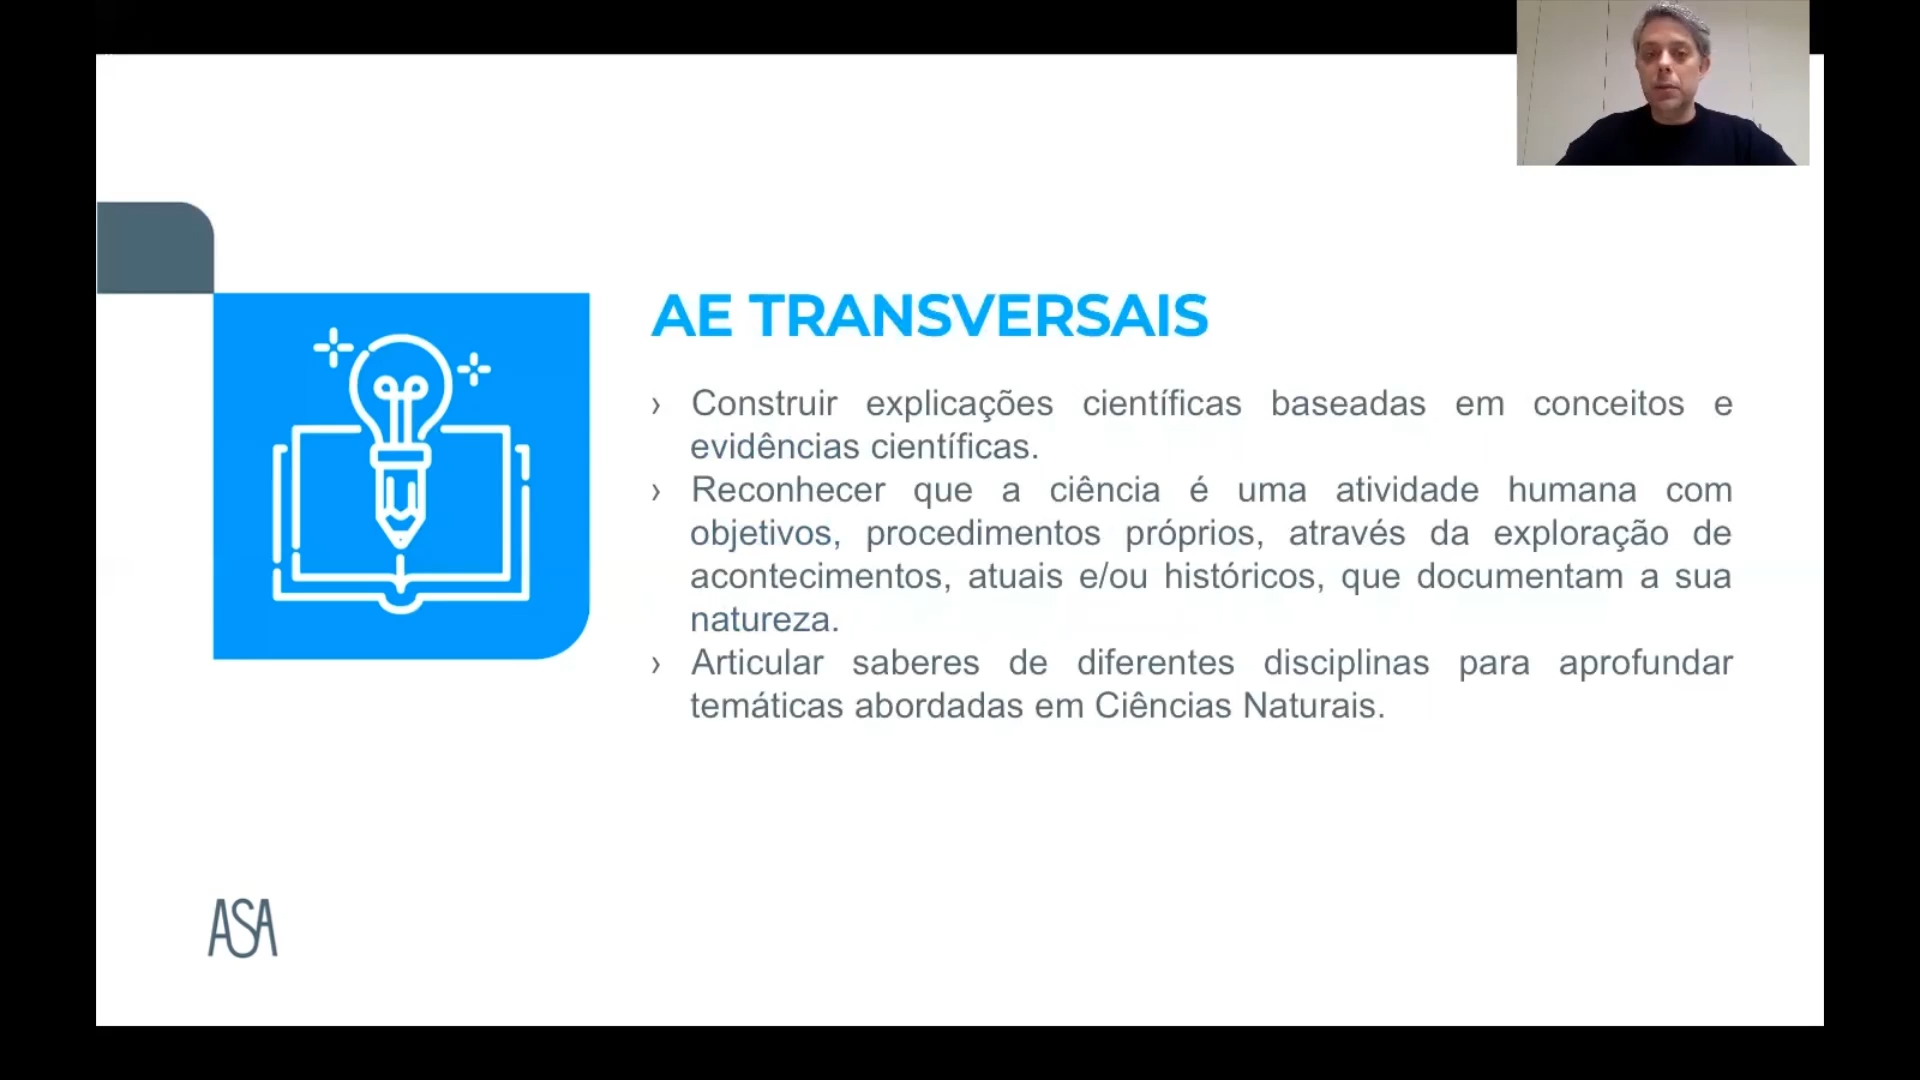 AE TRANSVERSAIS
› Construir explicações científicas baseadas em conceitos e
evidências científicas.
› Reconhecer que a ciência é uma atividade humana com
objetivos, procedimentos próprios, através da exploração de
acontecimentos, atuais e/ou históricos, que documentam a sua
natureza.
› Articular saberes de diferentes disciplinas para aprofundar
temáticas abordadas em Ciências Naturais.
ASA